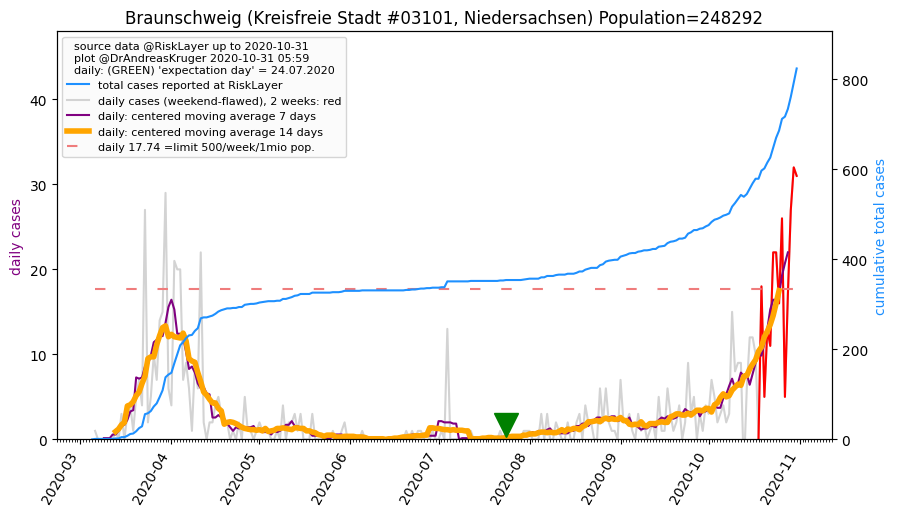 Braunschweig (Kreisfreie Stadt #03101, Niedersachsen) Population=248292
source data @RiskLayer up to 2020-10-31
plot @DrAndreasKruger 2020-10-31 05:59
daily: (GREEN) 'expectation day' = 24.07.2020
total cases reported at RiskLayer
daily cases (weekend-flawed), 2 weeks: red
daily: centered moving average 7 days
daily: centered moving average 14 days
daily 17.74 =limit 500/week/1mio pop.
daily cases
40
30
20
10
0
cumulative total cases
800
600
400
200
0
2020-03
2020-04
2020-05
2020-06
2020-07
2020-08
2020-09
2020-10
2020-11